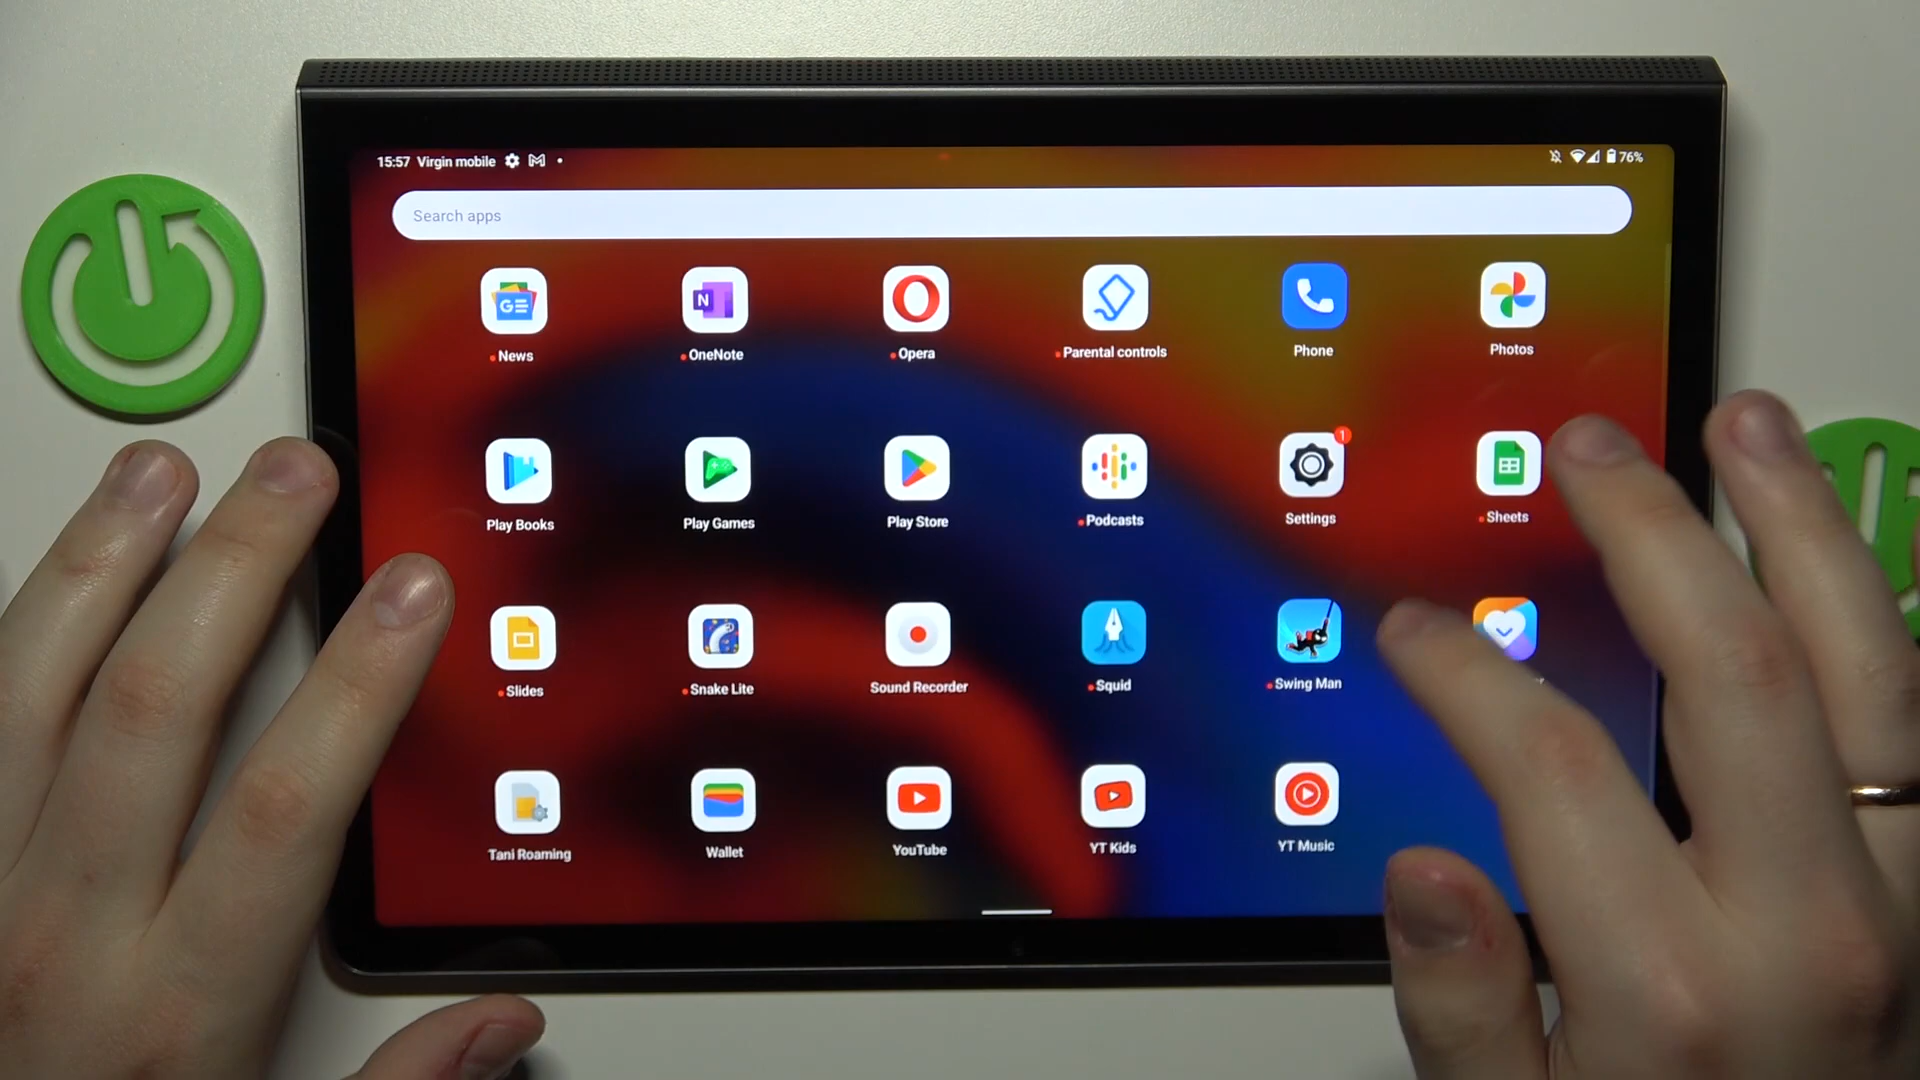 15:57 Virgin mobile
76%
Search apps
News
OneNote
Opera
Parental controls
Phone
Photos
Play Books
Play Games
Play Store
Podcasts
1
Settings
Sheets
Slides
Snake Lite
Sound Recorder
Squid
Swing Man
Tani Roaming
Wallet
YouTube
YT Kids
YT Music